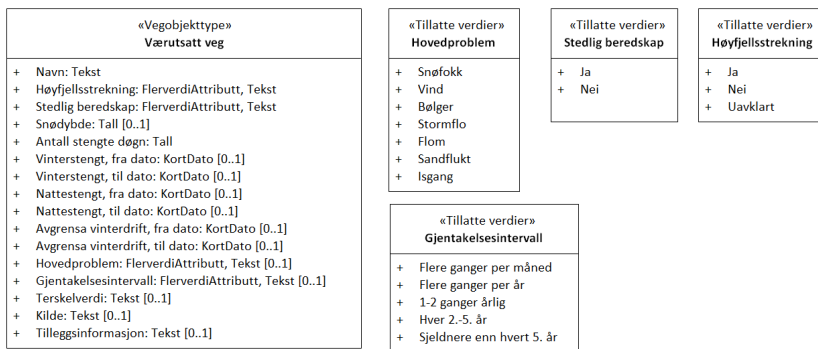 «Vegobjekttype»
Værutsatt veg
+ Navn: Tekst
+ Høyfjellsstrekning: FlerverdiAttributt, Tekst
+ Stedlig beredskap: FlerverdiAttributt, Tekst
+ Snødybde: Tall [0..1]
+ Antall stengte døgn: Tall
+ Vinterstengt, fra dato: KortDato [0..1]
+ Vinterstengt, til dato: KortDato [0..1]
+ Nattestengt, fra dato: KortDato [0..1]
+ Nattestengt, til dato: KortDato [0..1]
+ Avgrensa vinterdrift, fra dato: KortDato [0..1]
+ Avgrensa vinterdrift, til dato: KortDato [0..1]
+ Hovedproblem: FlerverdiAttributt, Tekst [0..1]
+ Gjentakelsesintervall: FlerverdiAttributt, Tekst [0..1]
+ Terskelverdi: Tekst [0..1]
+ Kilde: Tekst [0..1]
+ Tilleggsinformasjon: Tekst [0..1]
«Tillatte verdier»
Hovedproblem
+ Snøfokk
+ Vind
+ Bølger
+ Stormflo
+ Flom
+ Sandflukt
+ Isgang
«Tillatte verdier»
Stedlig beredskap
+ Ja
+ Nei
«Tillatte verdier»
Høyfjellsstrekning
+ Ja
+ Nei
+ Uavklart
«Tillatte verdier»
Gjentakelsesintervall
+ Flere ganger per måned
+ Flere ganger per år
+ 1-2 ganger årlig
+ Hver 2.-5. år
+ Sjeldnere enn hvert 5. år